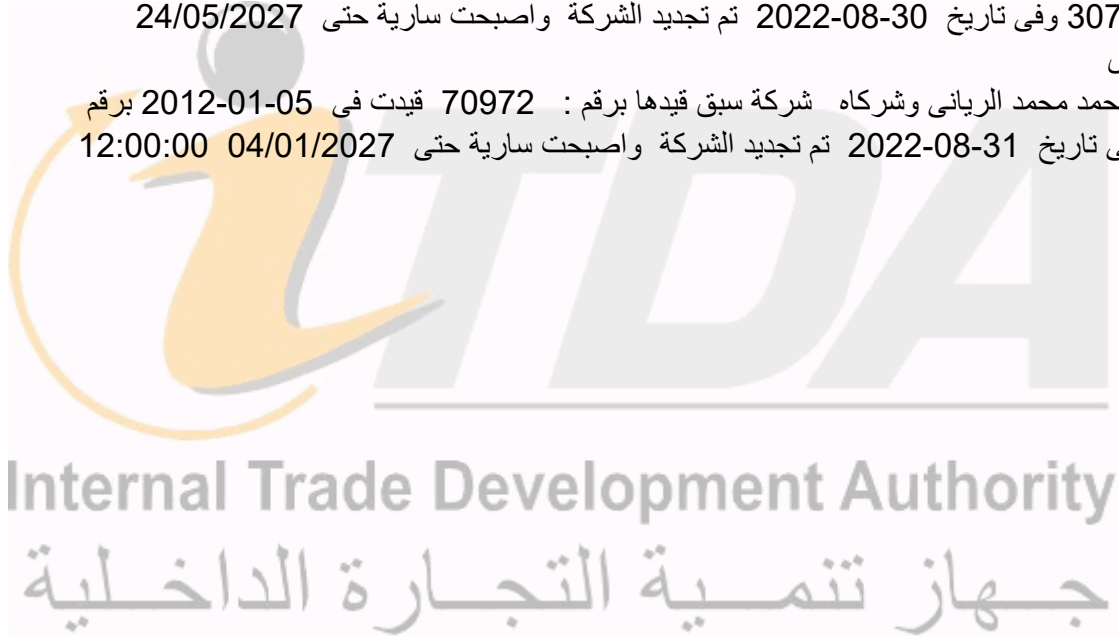 307 وفى تاريخ 30-08-2022 تم تجديد الشركة واصبحت سارية حتى 24/05/2027
حمد محمد الريانى وشركاه شركة سبق قيدها برقم : 70972 قيدت فى 05-01-2012 برقم
تاريخ 31-08-2022 تم تجديد الشركة واصبحت سارية حتى 04/01/2027 12:00:00
iTDA
Internal Trade Development Authority
جهاز تنمية التجارة الداخلية